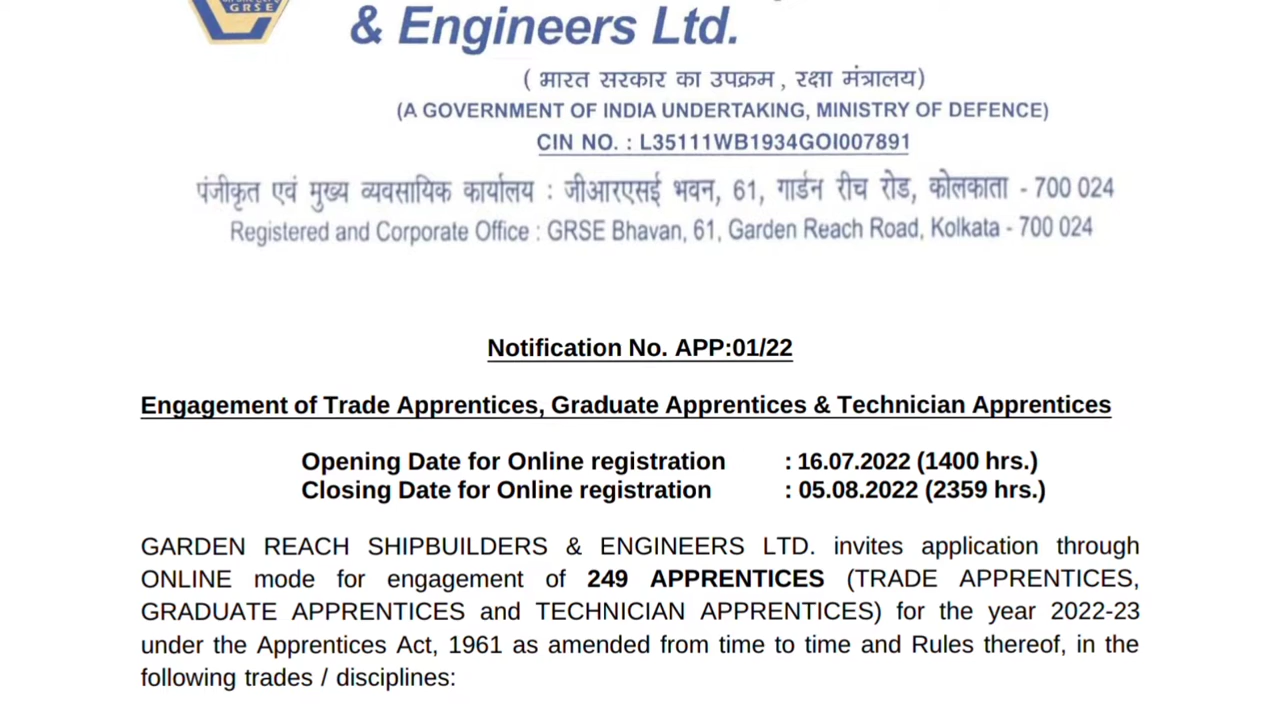 GRSE
& Engineers Ltd.
( भारत सरकार का उपक्रम , रक्षा मंत्रालय)
(A GOVERNMENT OF INDIA UNDERTAKING, MINISTRY OF DEFENCE)
CIN NO. : L35111WB1934GOI007891
पंजीकृत एवं मुख्य व्यवसायिक कार्यालय : जीआरएसई भवन, 61, गार्डन रीच रोड, कोलकाता - 700 024
Registered and Corporate Office : GRSE Bhavan, 61, Garden Reach Road, Kolkata - 700 024
Notification No. APP:01/22
Engagement of Trade Apprentices, Graduate Apprentices & Technician Apprentices
Opening Date for Online registration : 16.07.2022 (1400 hrs.)
Closing Date for Online registration : 05.08.2022 (2359 hrs.)
GARDEN REACH SHIPBUILDERS & ENGINEERS LTD. invites application through
ONLINE mode for engagement of 249 APPRENTICES (TRADE APPRENTICES,
GRADUATE APPRENTICES and TECHNICIAN APPRENTICES) for the year 2022-23
under the Apprentices Act, 1961 as amended from time to time and Rules thereof, in the
following trades / disciplines: